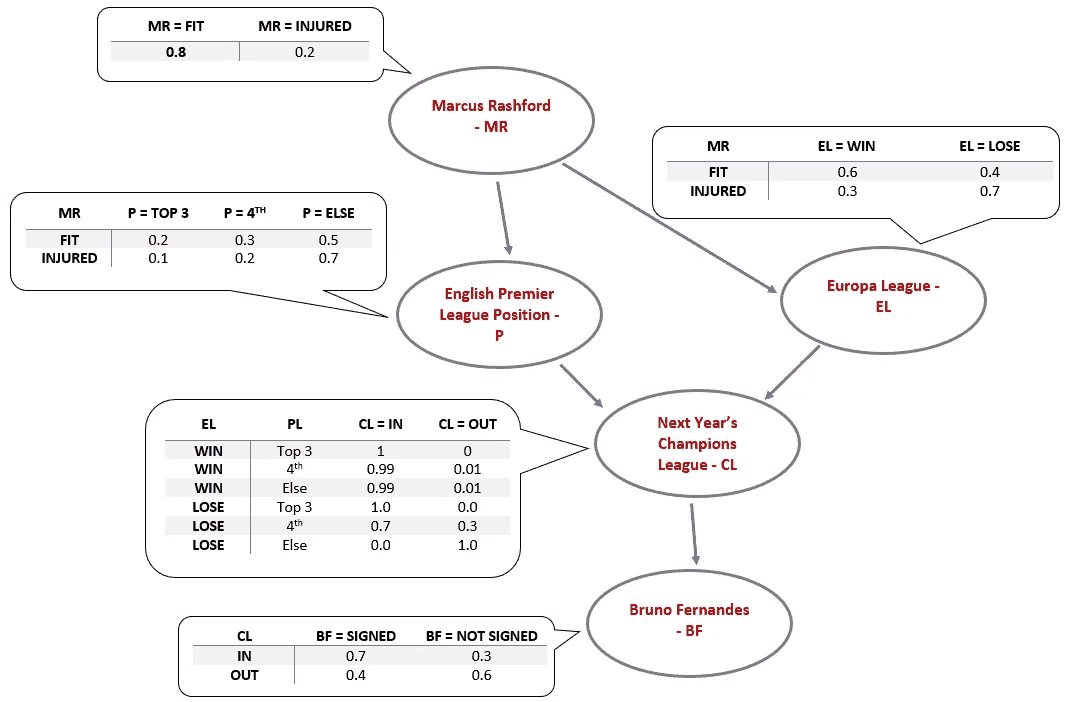 MR = FIT MR = INJURED
0.8 0.2
Marcus Rashford
- MR
MR EL = WIN EL = LOSE
FIT 0.6 0.4
INJURED 0.3 0.7
MR P = TOP 3 P = 4TH P = ELSE
FIT 0.2 0.3 0.5
INJURED 0.1 0.2 0.7
English Premier
League Position -
P
Europa League -
EL
EL PL CL = IN CL = OUT
WIN Top 3 1 0
WIN 4th 0.99 0.01
WIN Else 0.99 0.01
LOSE Top 3 1.0 0.0
LOSE 4th 0.7 0.3
LOSE Else 0.0 1.0
Next Year's
Champions
League - CL
Bruno Fernandes
- BF
CL BF = SIGNED BF = NOT SIGNED
IN 0.7 0.3
OUT 0.4 0.6